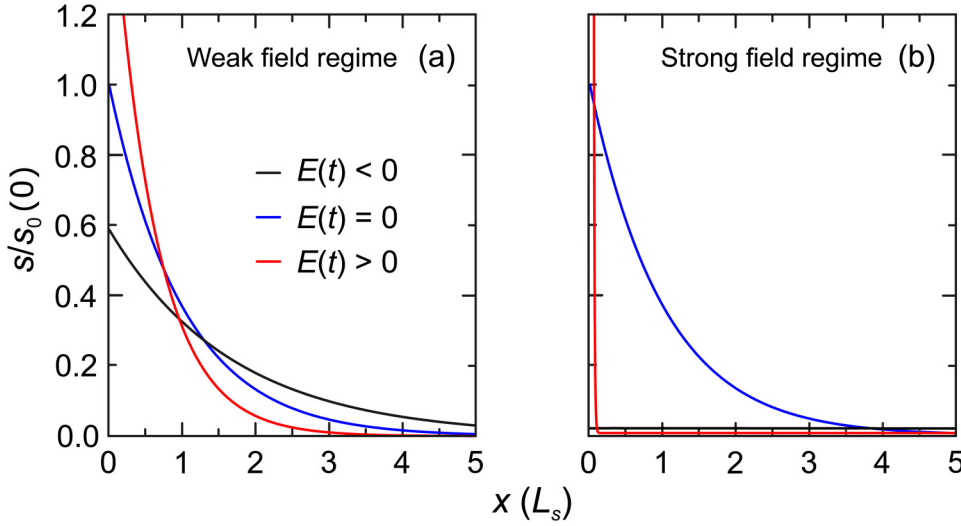 Weak field regime (a)
Strong field regime (b)
1.2
1.0
0.8
0.6
0.4
0.2
0.0
s/s₀(0)
E(t) < 0
E(t) = 0
E(t) > 0
0 1 2 3 4 5
0 1 2 3 4 5
x (Lₛ)